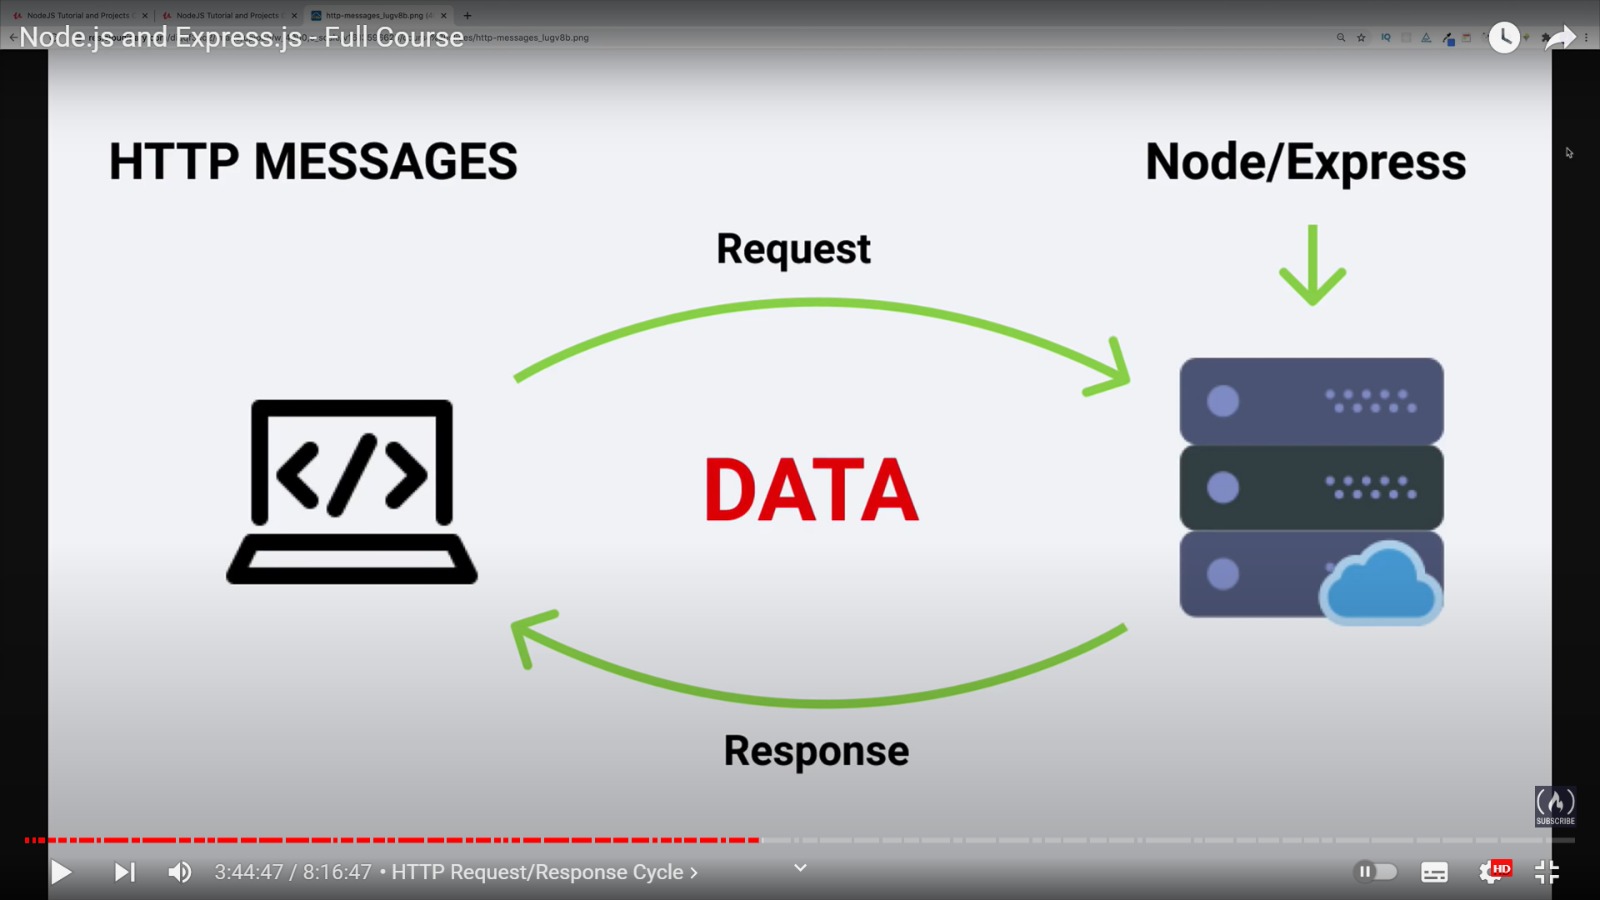 NodeJS Tutorial and Projects
NodeJS Tutorial and Projects
http-messages_lugv8b.png
Node.js and Express.js - Full Course
/http-messages_lugv8b.png
HTTP MESSAGES
Node/Express
Request
</>
DATA
Response
SUBSCRIBE
3:44:47 / 8:16:47 • HTTP Request/Response Cycle
HD